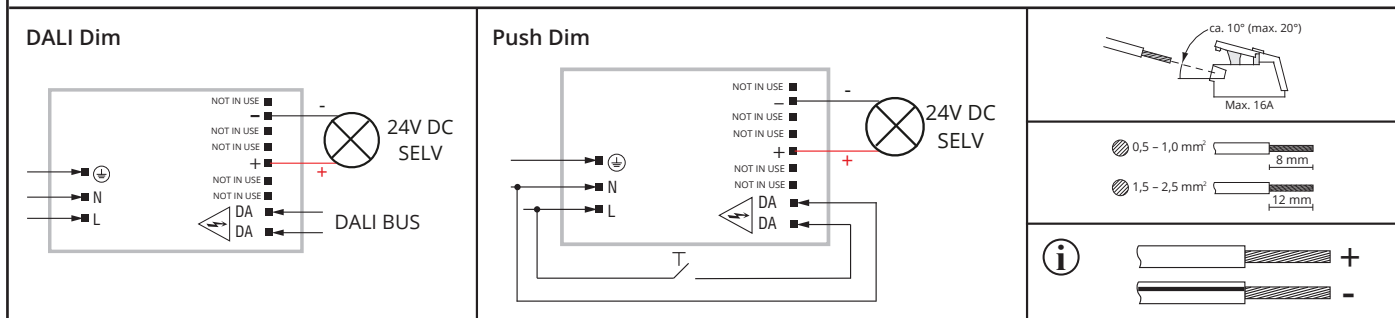 DALI Dim
NOT IN USE
-
-
NOT IN USE
24V DC
NOT IN USE
SELV
+
+
NOT IN USE
N
NOT IN USE
L
DA
DALI BUS
DA
Push Dim
NOT IN USE
-
-
NOT IN USE
24V DC
NOT IN USE
SELV
+
+
NOT IN USE
N
NOT IN USE
L
DA
DA
ca. 10° (max. 20°)
Max. 16A
0,5 – 1,0 mm²
8 mm
1,5 – 2,5 mm²
12 mm
i
+
-